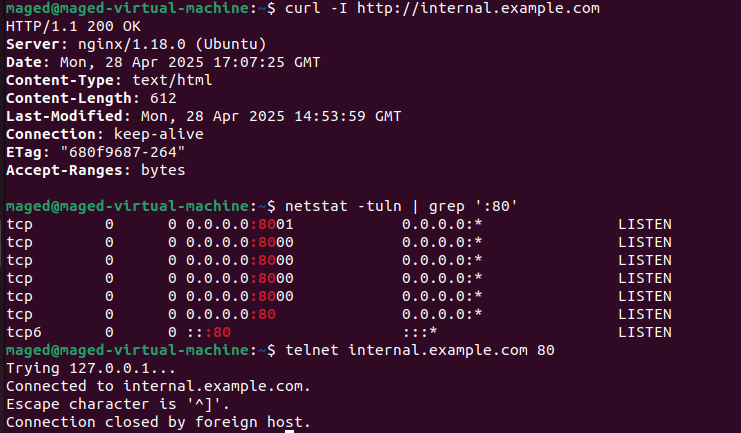 maged@maged-virtual-machine:~$ curl -I http://internal.example.com
HTTP/1.1 200 OK
Server: nginx/1.18.0 (Ubuntu)
Date: Mon, 28 Apr 2025 17:07:25 GMT
Content-Type: text/html
Content-Length: 612
Last-Modified: Mon, 28 Apr 2025 14:53:59 GMT
Connection: keep-alive
ETag: "680f9687-264"
Accept-Ranges: bytes

maged@maged-virtual-machine:~$ netstat -tuln | grep ':80'
tcp        0      0 0.0.0.0:8001            0.0.0.0:*               LISTEN
tcp        0      0 0.0.0.0:8000            0.0.0.0:*               LISTEN
tcp        0      0 0.0.0.0:8000            0.0.0.0:*               LISTEN
tcp        0      0 0.0.0.0:8000            0.0.0.0:*               LISTEN
tcp        0      0 0.0.0.0:8000            0.0.0.0:*               LISTEN
tcp        0      0 0.0.0.0:80              0.0.0.0:*               LISTEN
tcp6       0      0 :::80                   :::*                    LISTEN
maged@maged-virtual-machine:~$ telnet internal.example.com 80
Trying 127.0.0.1...
Connected to internal.example.com.
Escape character is '^]'.
Connection closed by foreign host.